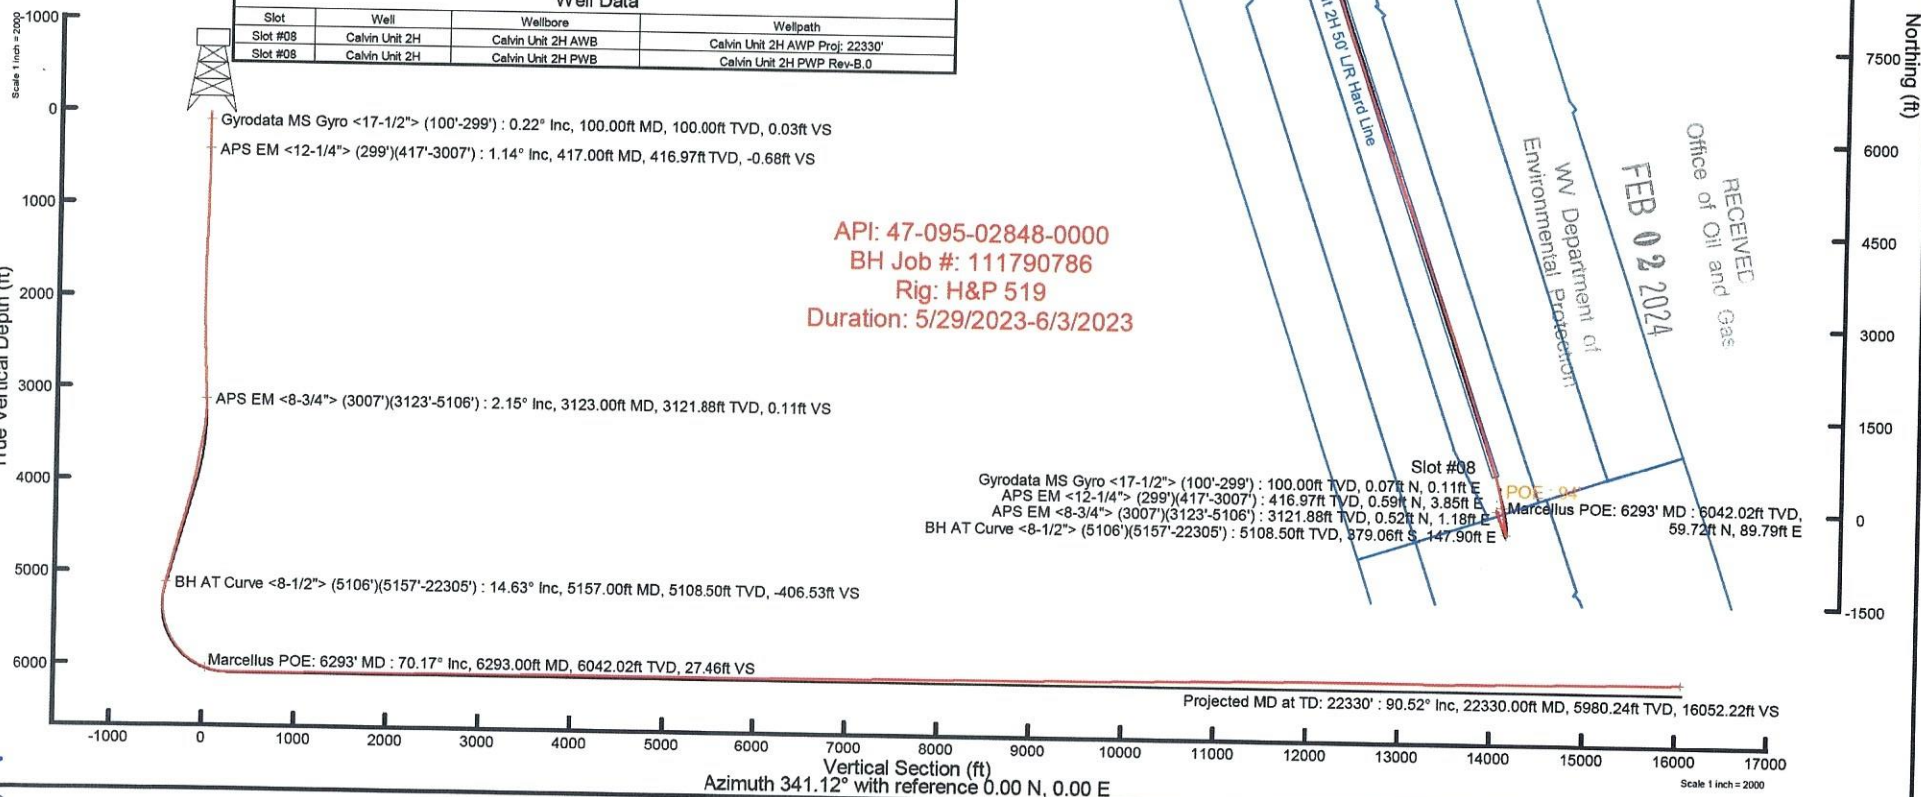 Well Data
Slot Well Wellbore Wellpath
Slot #08 Calvin Unit 2H Calvin Unit 2H AWB Calvin Unit 2H AWP Proj: 22330'
Slot #08 Calvin Unit 2H Calvin Unit 2H PWB Calvin Unit 2H PWP Rev-B.0
Scale 1 inch = 2000
-1000
0
1000
2000
3000
4000
5000
6000
True Vertical Depth (ft)
Gyrodata MS Gyro <17-1/2"> (100'-299') : 0.22° Inc, 100.00ft MD, 100.00ft TVD, 0.03ft VS
APS EM <12-1/4"> (299')(417'-3007') : 1.14° Inc, 417.00ft MD, 416.97ft TVD, -0.68ft VS
API: 47-095-02848-0000
BH Job #: 111790786
Rig: H&P 519
Duration: 5/29/2023-6/3/2023
APS EM <8-3/4"> (3007')(3123'-5106') : 2.15° Inc, 3123.00ft MD, 3121.88ft TVD, 0.11ft VS
BH AT Curve <8-1/2"> (5106')(5157'-22305') : 14.63° Inc, 5157.00ft MD, 5108.50ft TVD, -406.53ft VS
Marcellus POE: 6293' MD : 70.17° Inc, 6293.00ft MD, 6042.02ft TVD, 27.46ft VS
Projected MD at TD: 22330' : 90.52° Inc, 22330.00ft MD, 5980.24ft TVD, 16052.22ft VS
2H 50' L/R Hard Line
RECEIVED
Office of Oil and Gas
FEB 02 2024
WV Department of
Environmental Protection
Slot #08
Gyrodata MS Gyro <17-1/2"> (100'-299') : 100.00ft TVD, 0.07ft N, 0.11ft E
APS EM <12-1/4"> (299')(417'-3007') : 416.97ft TVD, 0.59ft N, 3.85ft E
APS EM <8-3/4"> (3007')(3123'-5106') : 3121.88ft TVD, 0.52ft N, 1.18ft E
BH AT Curve <8-1/2"> (5106')(5157'-22305') : 5108.50ft TVD, 379.06ft S, 147.90ft E
POE : 94'
Marcellus POE: 6293' MD : 6042.02ft TVD,
59.72ft N, 89.79ft E
Northing (ft)
7500
6000
4500
3000
1500
0
-1500
-1000 0 1000 2000 3000 4000 5000 6000 7000 8000 9000 10000 11000 12000 13000 14000 15000 16000 17000
Vertical Section (ft)
Azimuth 341.12° with reference 0.00 N, 0.00 E
Scale 1 inch = 2000